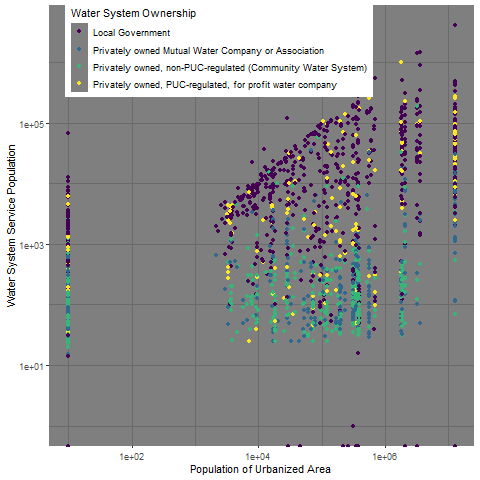 Water System Ownership
Local Government
Privately owned Mutual Water Company or Association
Privately owned, non-PUC-regulated (Community Water System)
Privately owned, PUC-regulated, for profit water company
1e+05
1e+03
1e+01
Water System Service Population
1e+02
1e+04
1e+06
Population of Urbanized Area